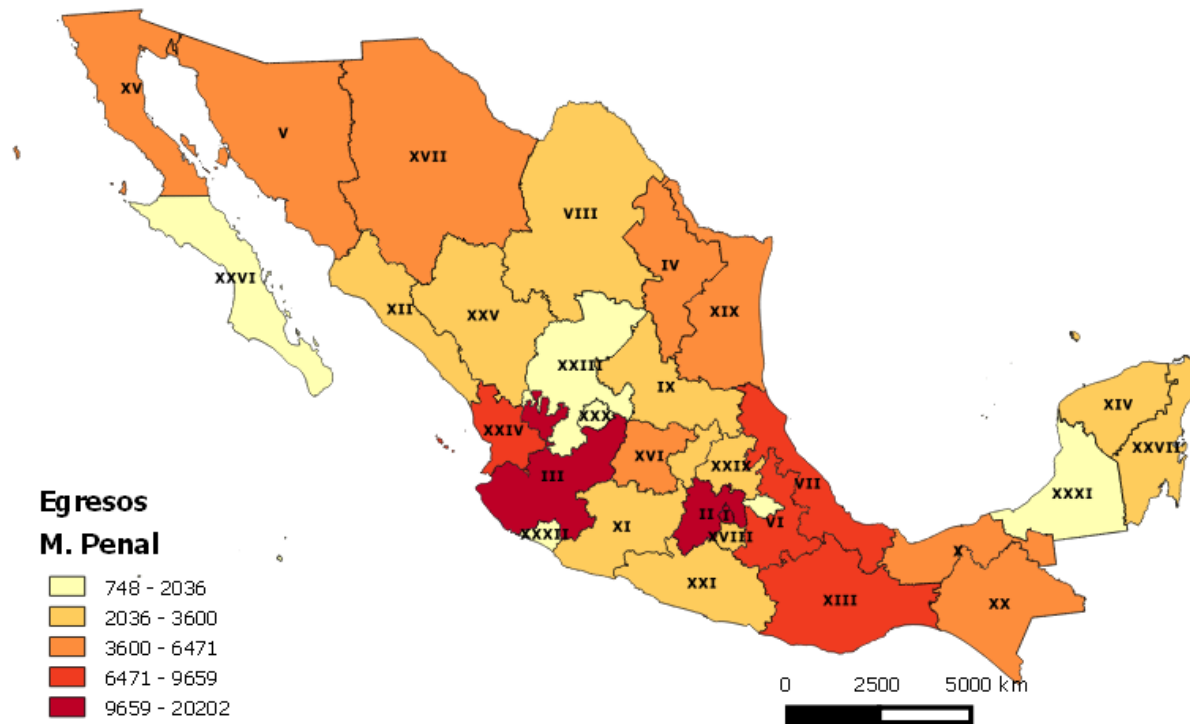 XV
V
XVII
VIII
IV
XXVI
XII
XXV
XIX
XXIII
IX
XXX
XXIV
XVI
XXIX
III
VII
II
I
VI
XI
XXXII
XVIII
XXI
XIII
X
XX
XIV
XXVII
XXXI
Egresos
M. Penal
748 - 2036
2036 - 3600
3600 - 6471
6471 - 9659
9659 - 20202
0 2500 5000 km